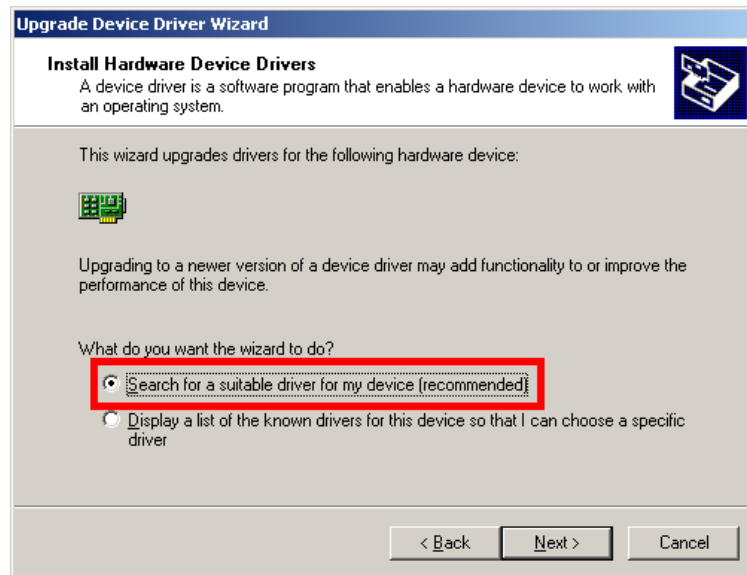 Upgrade Device Driver Wizard
Install Hardware Device Drivers
A device driver is a software program that enables a hardware device to work with
an operating system.
This wizard upgrades drivers for the following hardware device:
Upgrading to a newer version of a device driver may add functionality to or improve the
performance of this device.
What do you want the wizard to do?
Search for a suitable driver for my device (recommended)
Display a list of the known drivers for this device so that I can choose a specific
driver
< Back Next > Cancel